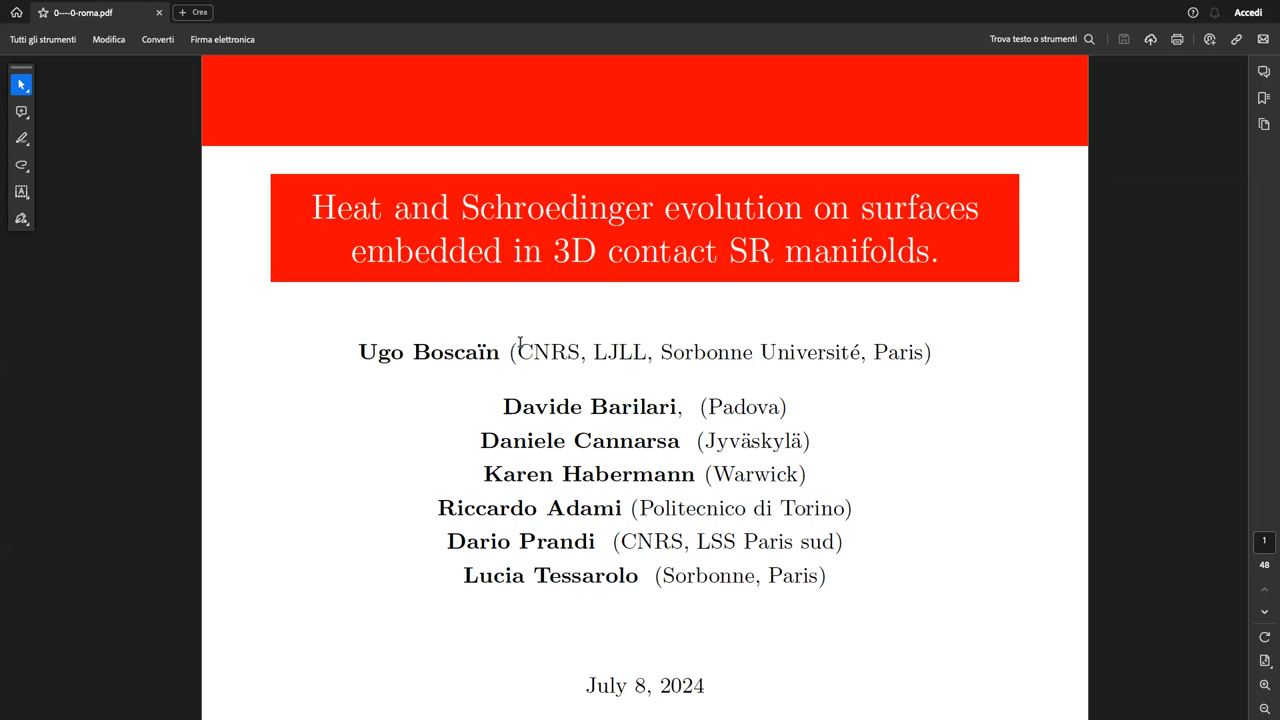 0----0-roma.pdf
Crea
Accedi
Tutti gli strumenti
Modifica
Converti
Firma elettronica
Trova testo o strumenti
Heat and Schroedinger evolution on surfaces
embedded in 3D contact SR manifolds.
Ugo Boscaïn (CNRS, LJLL, Sorbonne Université, Paris)
Davide Barilari, (Padova)
Daniele Cannarsa (Jyväskylä)
Karen Habermann (Warwick)
Riccardo Adami (Politecnico di Torino)
Dario Prandi (CNRS, LSS Paris sud)
Lucia Tessarolo (Sorbonne, Paris)
July 8, 2024
1
48